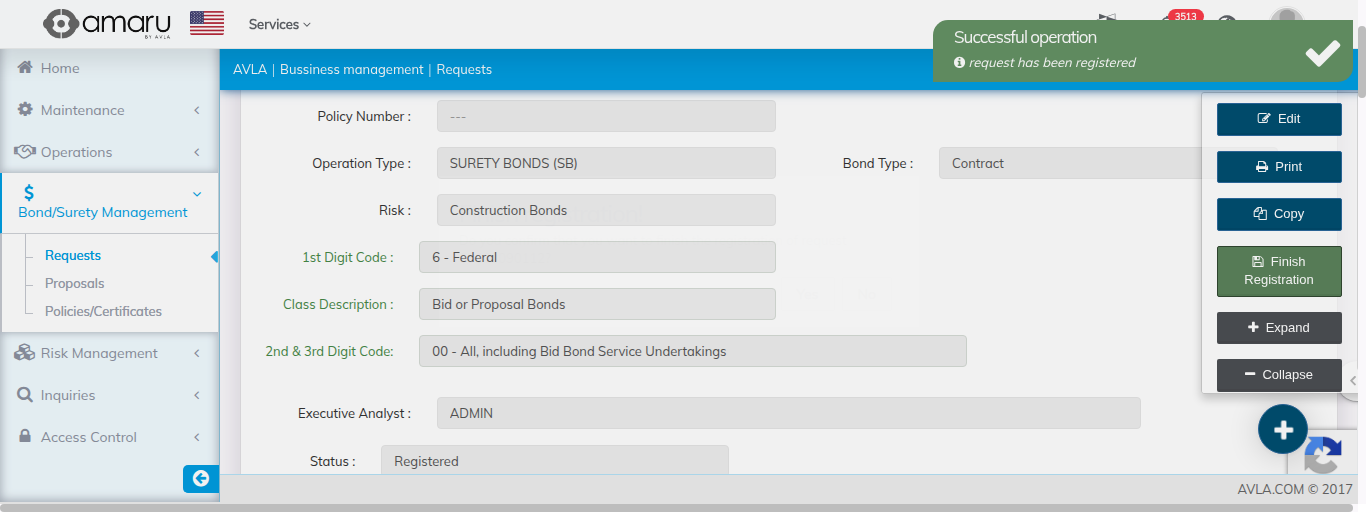 amaru
BY AVLA
Services
3513
Successful operation
request has been registered
Home
Maintenance
Operations
Bond/Surety Management
Requests
Proposals
Policies/Certificates
Risk Management
Inquiries
Access Control
AVLA | Bussiness management | Requests
Policy Number : ---
Operation Type : SURETY BONDS (SB) Bond Type : Contract
Risk : Construction Bonds
1st Digit Code : 6 - Federal
Class Description : Bid or Proposal Bonds
2nd & 3rd Digit Code: 00 - All, including Bid Bond Service Undertakings
Executive Analyst : ADMIN
Status : Registered
Edit
Print
Copy
Finish
Registration
Expand
Collapse
AVLA.COM © 2017